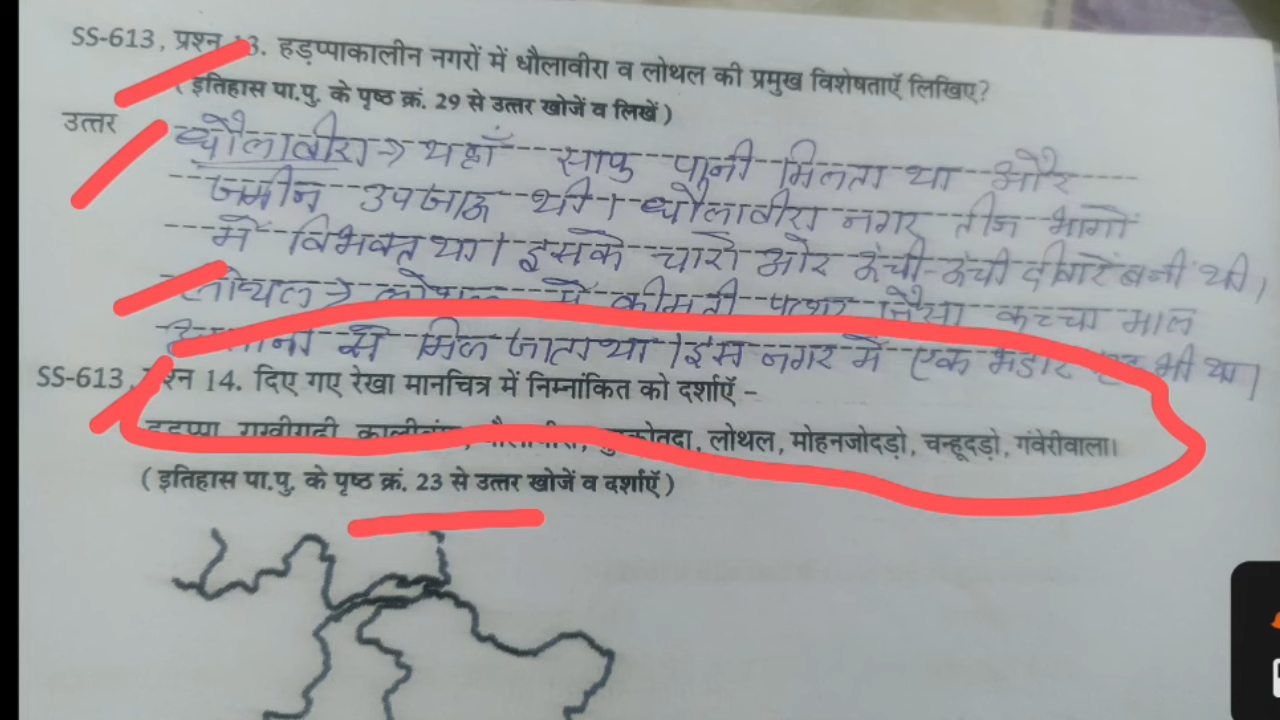 SS-613, प्रश्न 13. हड़प्पाकालीन नगरों में धौलावीरा व लोथल की प्रमुख विशेषताएँ लिखिए?
(इतिहास पा.पु. के पृष्ठ क्रं. 29 से उत्तर खोजें व लिखें)
उत्तर धौलावीरा → यहाँ साफ पानी मिलता था और
जमीन उपजाऊ थी। धौलावीरा नगर तीन भागों
में विभक्त था। इसके चारो ओर ऊंची ऊंची दीवारें बनी थी।
लोथल → लोथल में कीमती पत्थर जैसा कच्चा माल
से मिल जाता था। इस नगर में एक भंडार भी था।
SS-613, प्रश्न 14. दिए गए रेखा मानचित्र में निम्नांकित को दर्शाएँ –
हड़प्पा, राखीगढ़ी, कालीबंगा, धौलावीरा, सुत्कोतदा, लोथल, मोहनजोदड़ो, चन्हूदड़ो, गंवेरीवाला।
(इतिहास पा.पु. के पृष्ठ क्रं. 23 से उत्तर खोजें व दर्शाएँ)